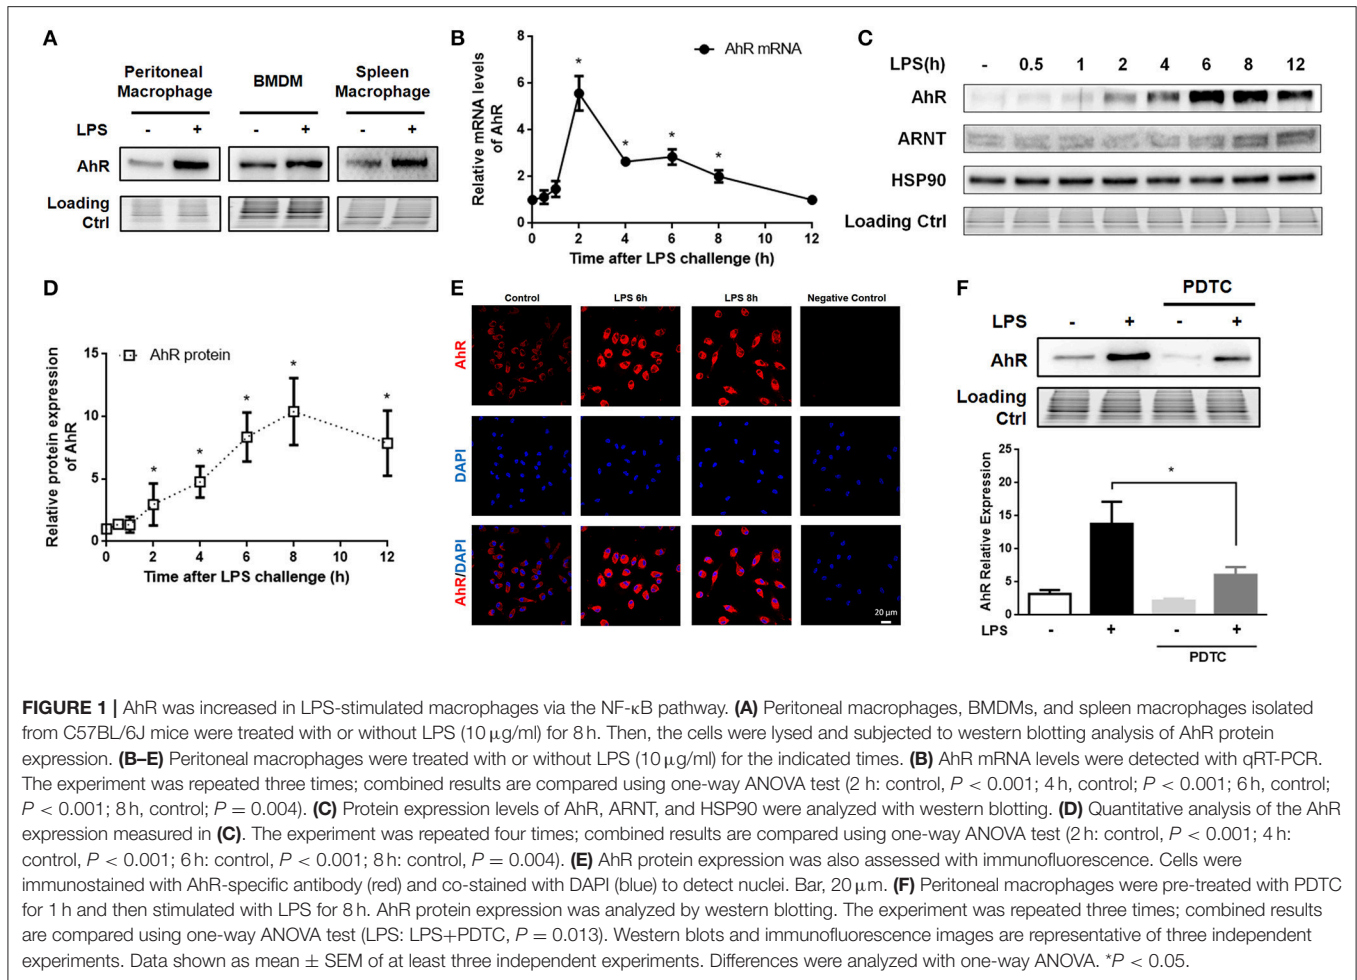 A
Peritoneal Macrophage
BMDM
Spleen Macrophage
LPS - + - + - +
AhR
Loading Ctrl
B
AhR mRNA
Relative mRNA levels of AhR
8
6
4
2
0
* * * *
0 2 4 6 8 10 12
Time after LPS challenge (h)
C
LPS(h) - 0.5 1 2 4 6 8 12
AhR
ARNT
HSP90
Loading Ctrl
D
AhR protein
Relative protein expression of AhR
15
10
5
0
* * * * *
0 2 4 6 8 10 12
Time after LPS challenge (h)
E
Control LPS 6h LPS 8h Negative Control
AhR
DAPI
AhR/DAPI
20 μm
F
PDTC
LPS - + - +
AhR
Loading Ctrl
AhR Relative Expression
25
20
15
10
5
0
*
LPS - + - +
PDTC
FIGURE 1 | AhR was increased in LPS-stimulated macrophages via the NF-κB pathway. (A) Peritoneal macrophages, BMDMs, and spleen macrophages isolated
from C57BL/6J mice were treated with or without LPS (10 μg/ml) for 8 h. Then, the cells were lysed and subjected to western blotting analysis of AhR protein
expression. (B–E) Peritoneal macrophages were treated with or without LPS (10 μg/ml) for the indicated times. (B) AhR mRNA levels were detected with qRT-PCR.
The experiment was repeated three times; combined results are compared using one-way ANOVA test (2 h: control, P < 0.001; 4 h, control; P < 0.001; 6 h, control;
P < 0.001; 8 h, control; P = 0.004). (C) Protein expression levels of AhR, ARNT, and HSP90 were analyzed with western blotting. (D) Quantitative analysis of the AhR
expression measured in (C). The experiment was repeated four times; combined results are compared using one-way ANOVA test (2 h: control, P < 0.001; 4 h:
control, P < 0.001; 6 h: control, P < 0.001; 8 h: control, P = 0.004). (E) AhR protein expression was also assessed with immunofluorescence. Cells were
immunostained with AhR-specific antibody (red) and co-stained with DAPI (blue) to detect nuclei. Bar, 20 μm. (F) Peritoneal macrophages were pre-treated with PDTC
for 1 h and then stimulated with LPS for 8 h. AhR protein expression was analyzed by western blotting. The experiment was repeated three times; combined results
are compared using one-way ANOVA test (LPS: LPS+PDTC, P = 0.013). Western blots and immunofluorescence images are representative of three independent
experiments. Data shown as mean ± SEM of at least three independent experiments. Differences were analyzed with one-way ANOVA. *P < 0.05.